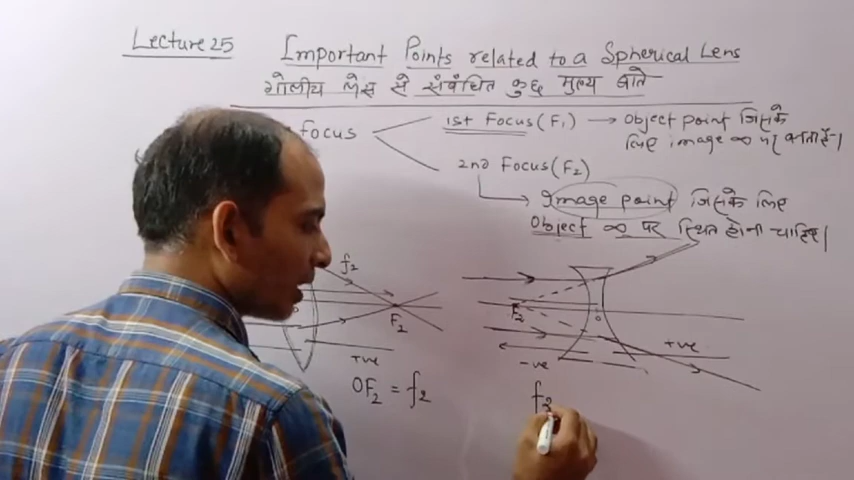 Lecture 25
Important Points related to a Spherical Lens
गोलीय लेंस से संबंधित कुछ मुख्य बाते
Focus
1st Focus (F₁) → Object point जिसके
लिए image ∞ पर बनता है।
2nd Focus (F₂)
Image point जिसके लिए
Object ∞ पर स्थित होना चाहिए।
f₂
F₂
+ve
OF₂ = f₂
F₂
o
-ve
+ve
f₂